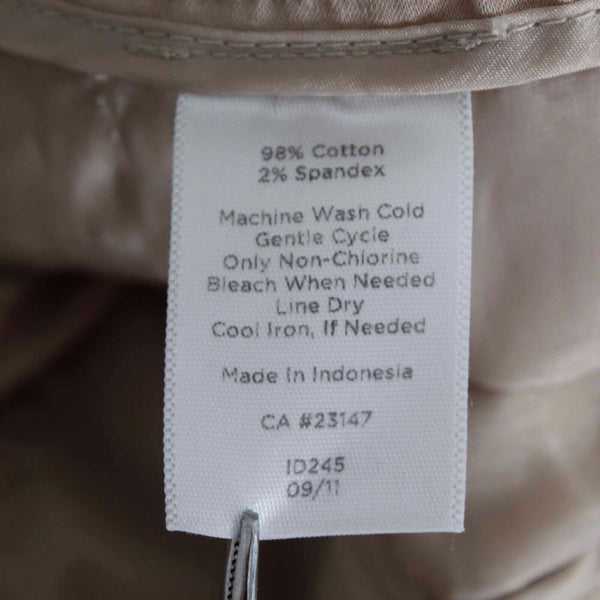 98% Cotton
2% Spandex
Machine Wash Cold
Gentle Cycle
Only Non-Chlorine
Bleach When Needed
Line Dry
Cool Iron, If Needed
Made In Indonesia
CA #23147
ID245
09/11